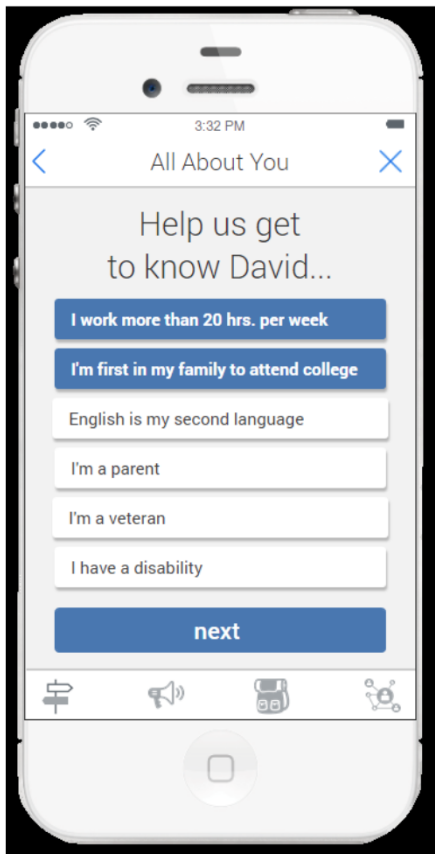 3:32 PM
All About You
Help us get
to know David...
I work more than 20 hrs. per week
I'm first in my family to attend college
English is my second language
I'm a parent
I'm a veteran
I have a disability
next